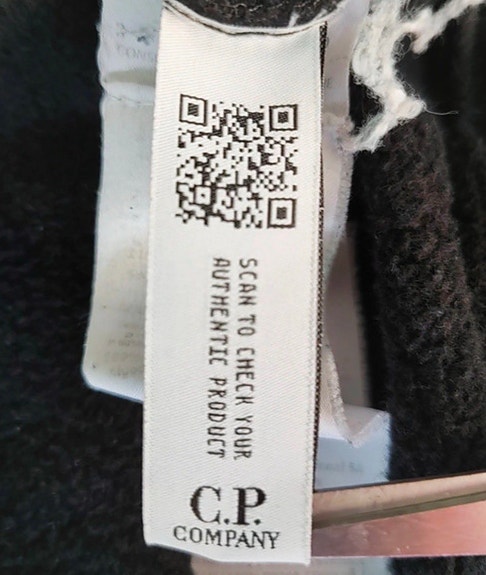 SCAN TO CHECK YOUR
AUTHENTIC PRODUCT
C.P.
COMPANY